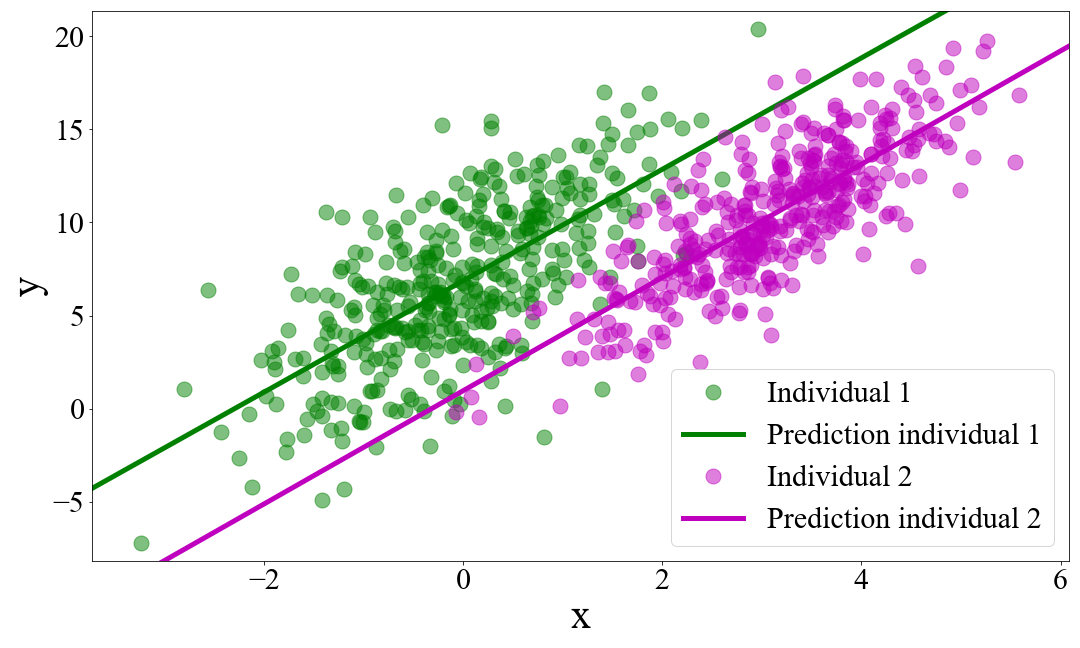 20
15
10
5
0
−5
y
−2
0
2
4
6
x
Individual 1
Prediction individual 1
Individual 2
Prediction individual 2